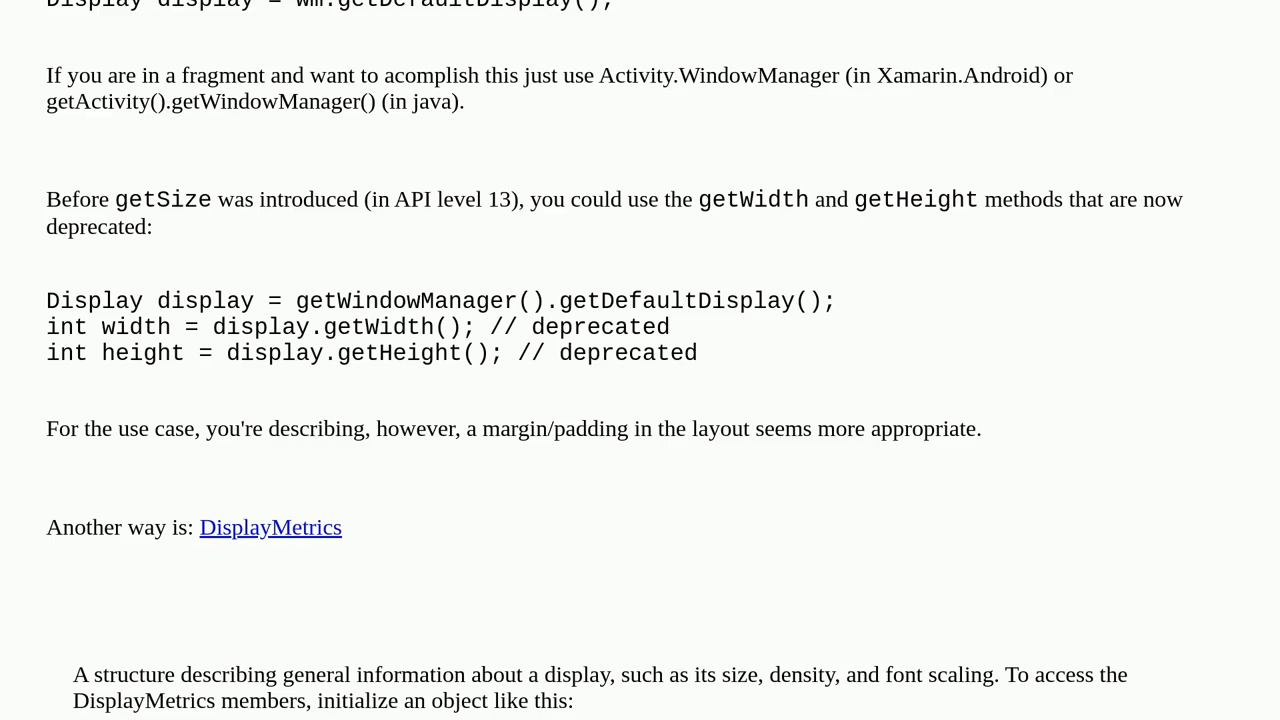 Display display = wm.getDefaultDisplay();
If you are in a fragment and want to acomplish this just use Activity.WindowManager (in Xamarin.Android) or
getActivity().getWindowManager() (in java).
Before getSize was introduced (in API level 13), you could use the getWidth and getHeight methods that are now
deprecated:
Display display = getWindowManager().getDefaultDisplay();
int width = display.getWidth(); // deprecated
int height = display.getHeight(); // deprecated
For the use case, you're describing, however, a margin/padding in the layout seems more appropriate.
Another way is: DisplayMetrics
A structure describing general information about a display, such as its size, density, and font scaling. To access the
DisplayMetrics members, initialize an object like this: